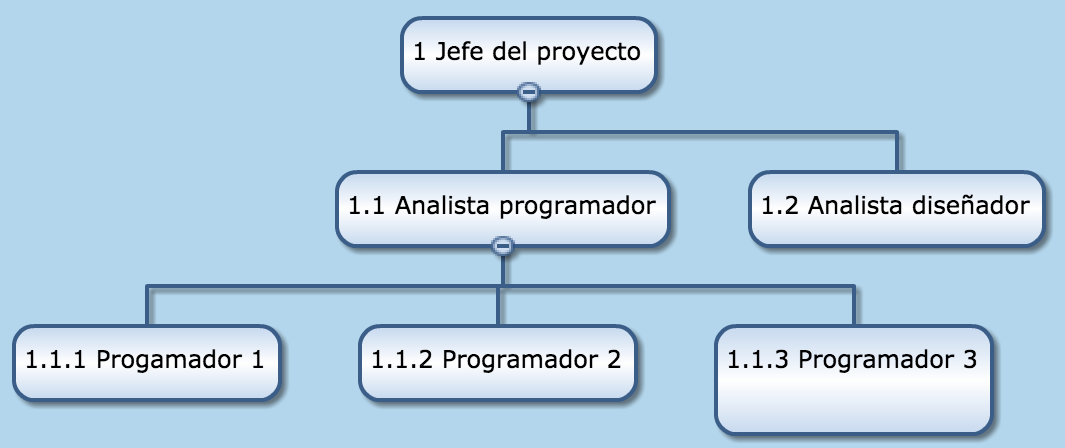 1 Jefe del proyecto
1.1 Analista programador
1.2 Analista diseñador
1.1.1 Progamador 1
1.1.2 Programador 2
1.1.3 Programador 3